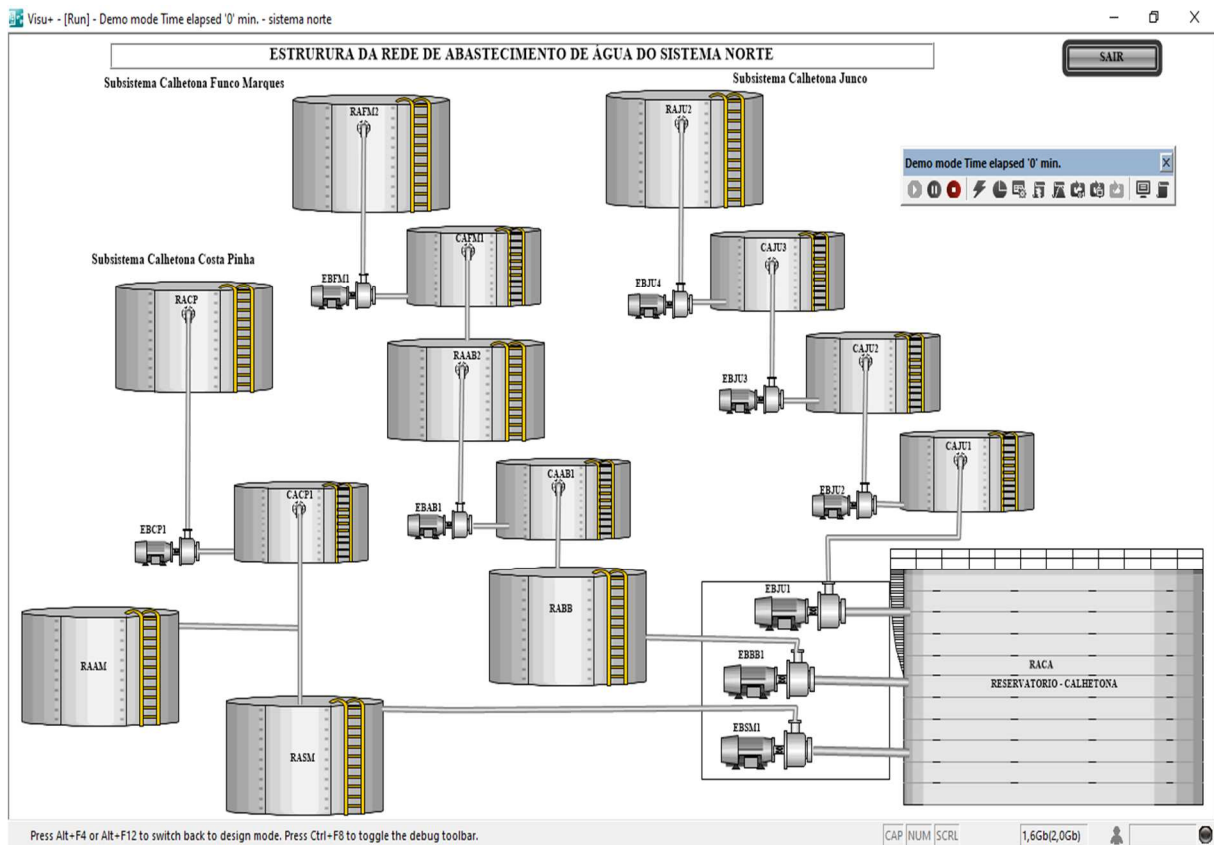 Visu+ - [Run] - Demo mode Time elapsed '0' min. - sistema norte
ESTRURURA DA REDE DE ABASTECIMENTO DE ÁGUA DO SISTEMA NORTE
SAIR
Subsistema Calhetona Funco Marques
Subsistema Calhetona Junco
RAFM2
RAJU2
Demo mode Time elapsed '0' min.
CAFM1
CAJU3
Subsistema Calhetona Costa Pinha
EBFM1
EBJU4
RACP
RAAB2
CAJU2
EBJU3
CAJU1
CAAB1
EBJU2
CACP1
EBAB1
EBCP1
EBJU1
RABB
RAAM
EBBB1
RACA
RESERVATORIO - CALHETONA
EBSM1
RASM
Press Alt+F4 or Alt+F12 to switch back to design mode. Press Ctrl+F8 to toggle the debug toolbar.
CAP NUM SCRL 1,6Gb(2,0Gb)